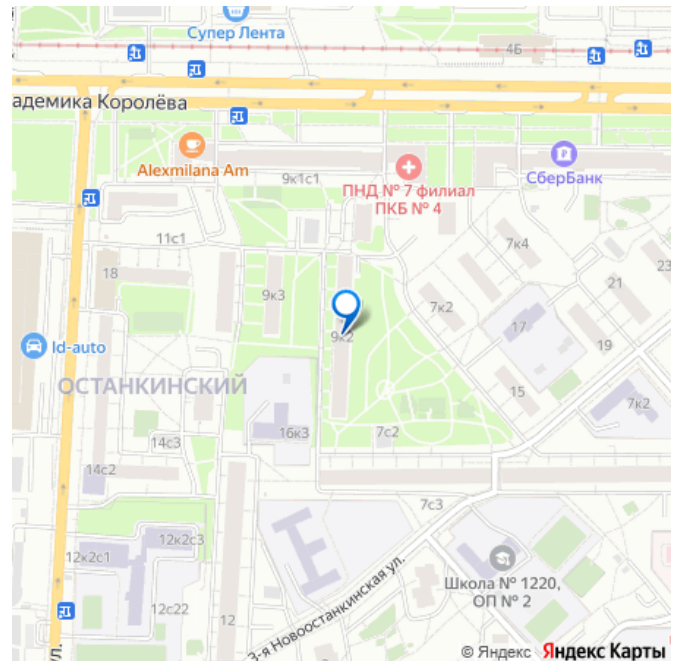 Супер Лента
4Б
адемика Королёва
Alexmilana Am
9к1с1
ПНД № 7 филиал
ПКБ № 4
СберБанк
11с1
7к4
18
9к3
7к2
21
23
Id-auto
9к2
17
19
ОСТАНКИНСКИЙ
15
7к2
14с3
16к3
7с2
14с2
7с3
12к2с1
12к2с3
Школа № 1220,
ОП № 2
12с22
12
3-я Новоостанкинская ул.
ул.
© Яндекс Яндекс Карты